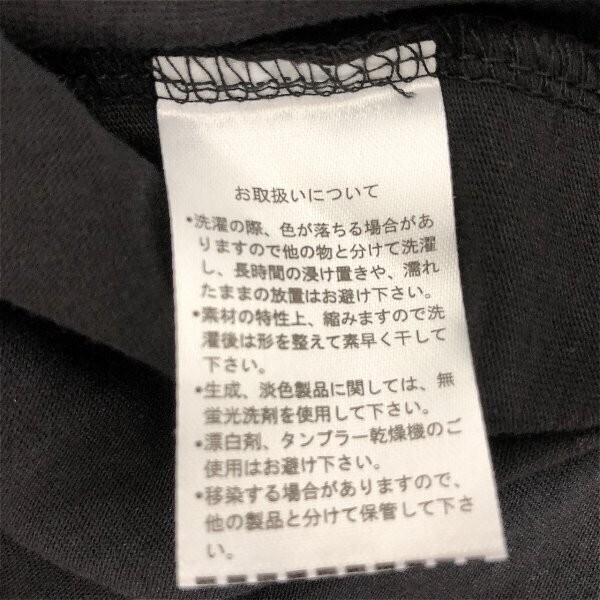 お取扱いについて
•洗濯の際、色が落ちる場合があ
りますので他の物と分けて洗濯
し、長時間の浸け置きや、濡れ
たままの放置はお避け下さい。
•素材の特性上、縮みますので洗
濯後は形を整えて素早く干して
下さい。
•生成、淡色製品に関しては、無
蛍光洗剤を使用して下さい。
•漂白剤、タンブラー乾燥機のご
使用はお避け下さい。
•移染する場合がありますので、
他の製品と分けて保管して下さ
い。